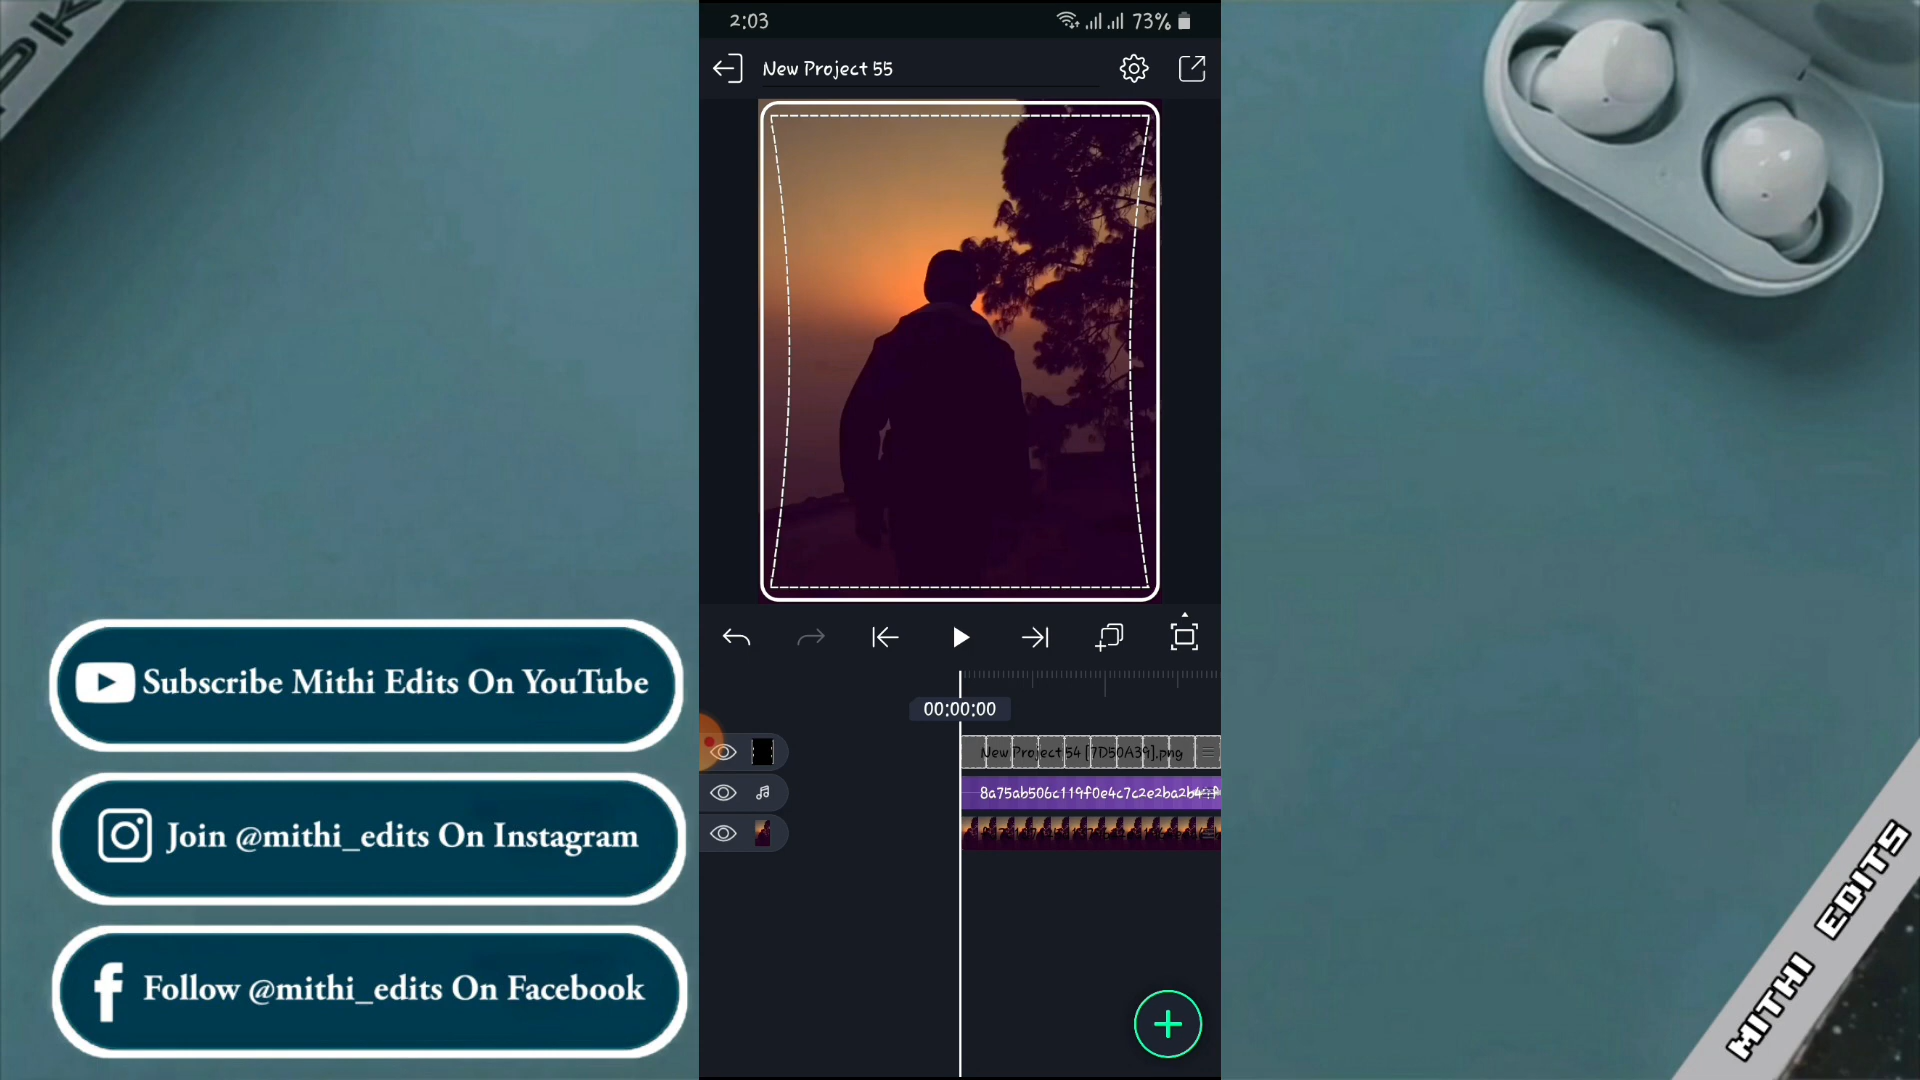 2:03
73%
New Project 55
00:00:00
New Project 54 [7D50A39].png
Subscribe Mithi Edits On YouTube
Join @mithi_edits On Instagram
Follow @mithi_edits On Facebook
MITHI EDITS